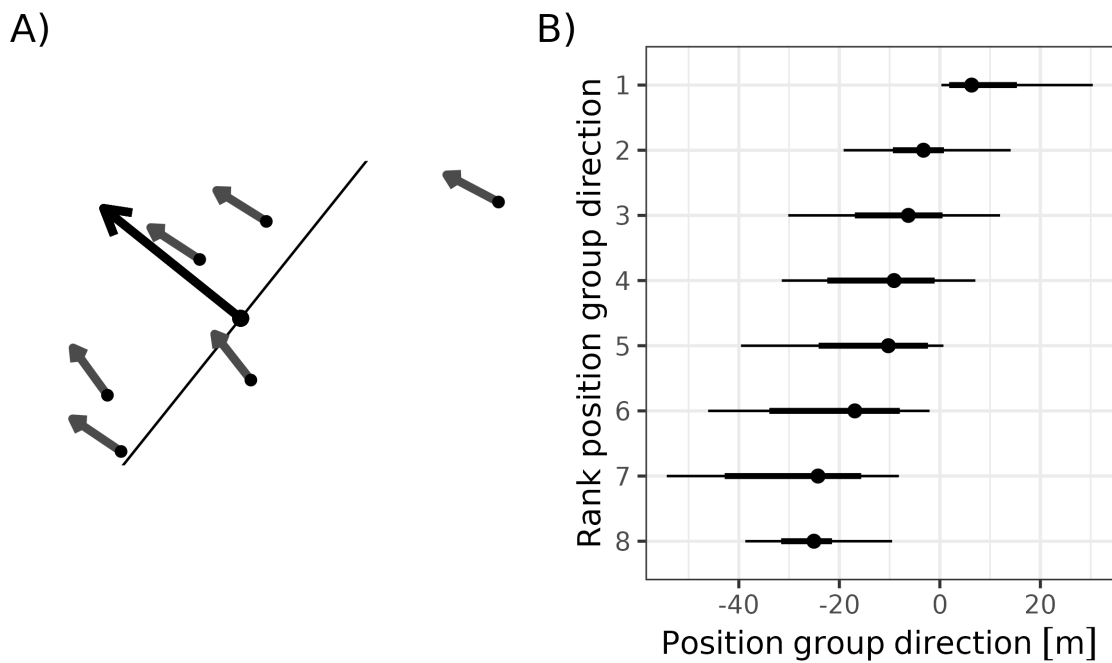 A)
B)
Rank position group direction
1
2
3
4
5
6
7
8
-40 -20 0 20
Position group direction [m]